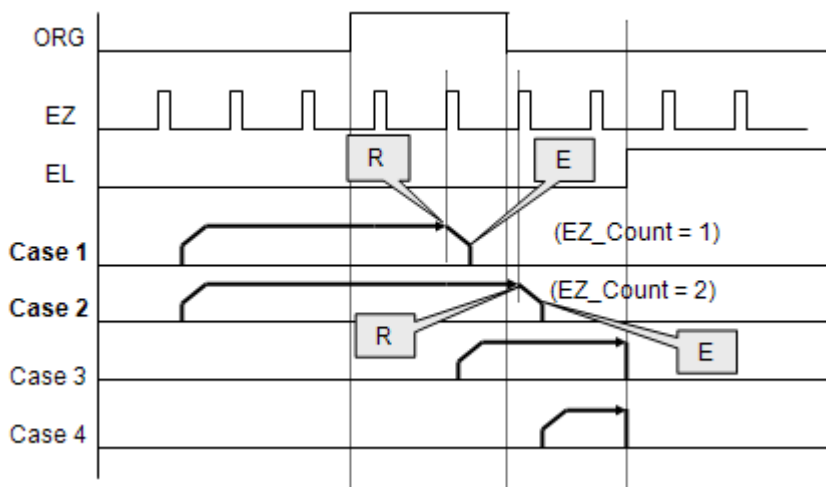 ORG
EZ
EL
R
E
Case 1
(EZ_Count = 1)
Case 2
(EZ_Count = 2)
R
E
Case 3
Case 4